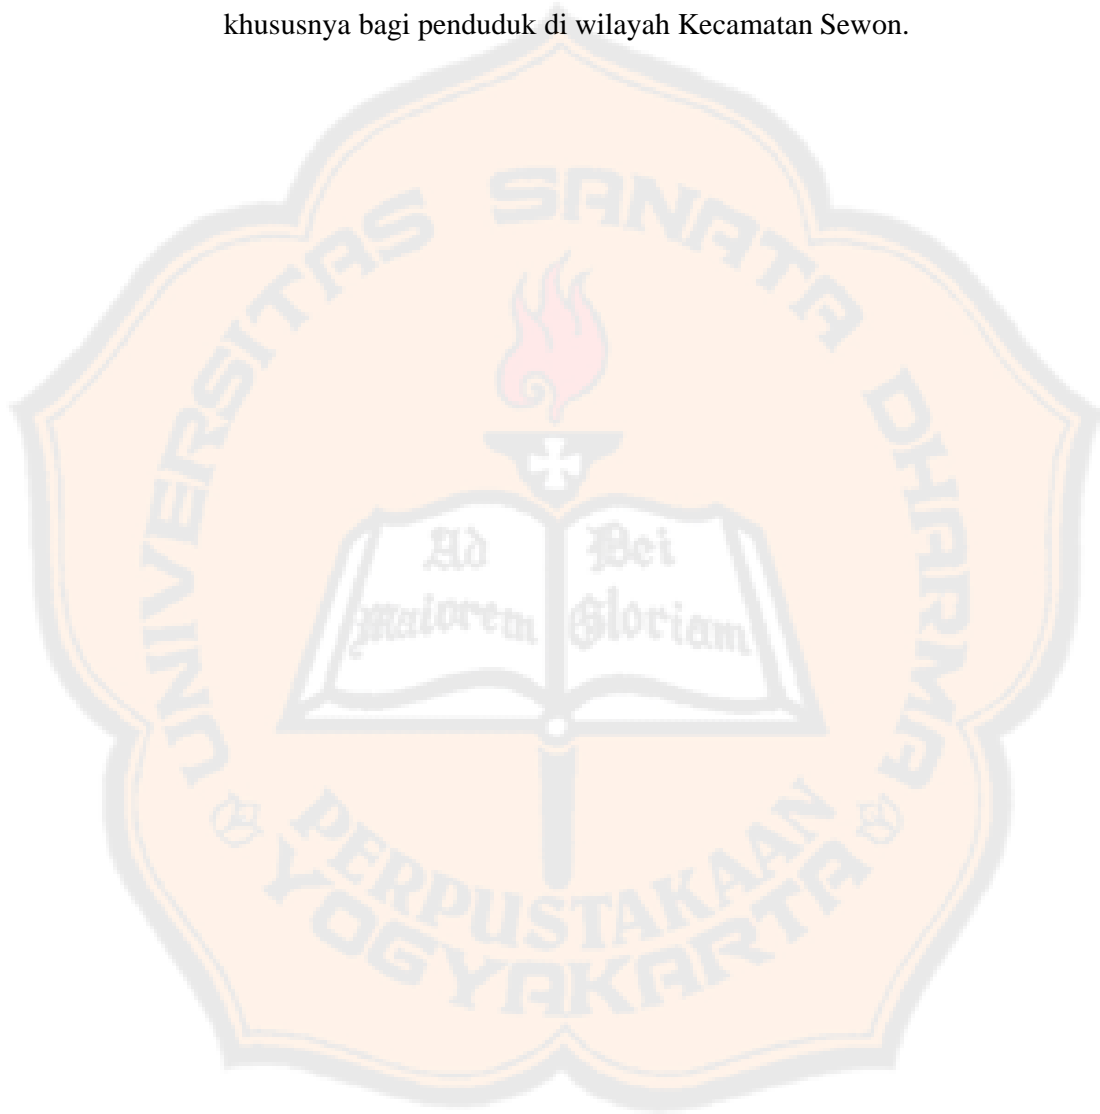 khususnya bagi penduduk di wilayah Kecamatan Sewon.
UNIVERSITAS SANATA DHARMA
Ad
Maiorem
Dei
Gloriam
PERPUSTAKAAN
YOGYAKARTA